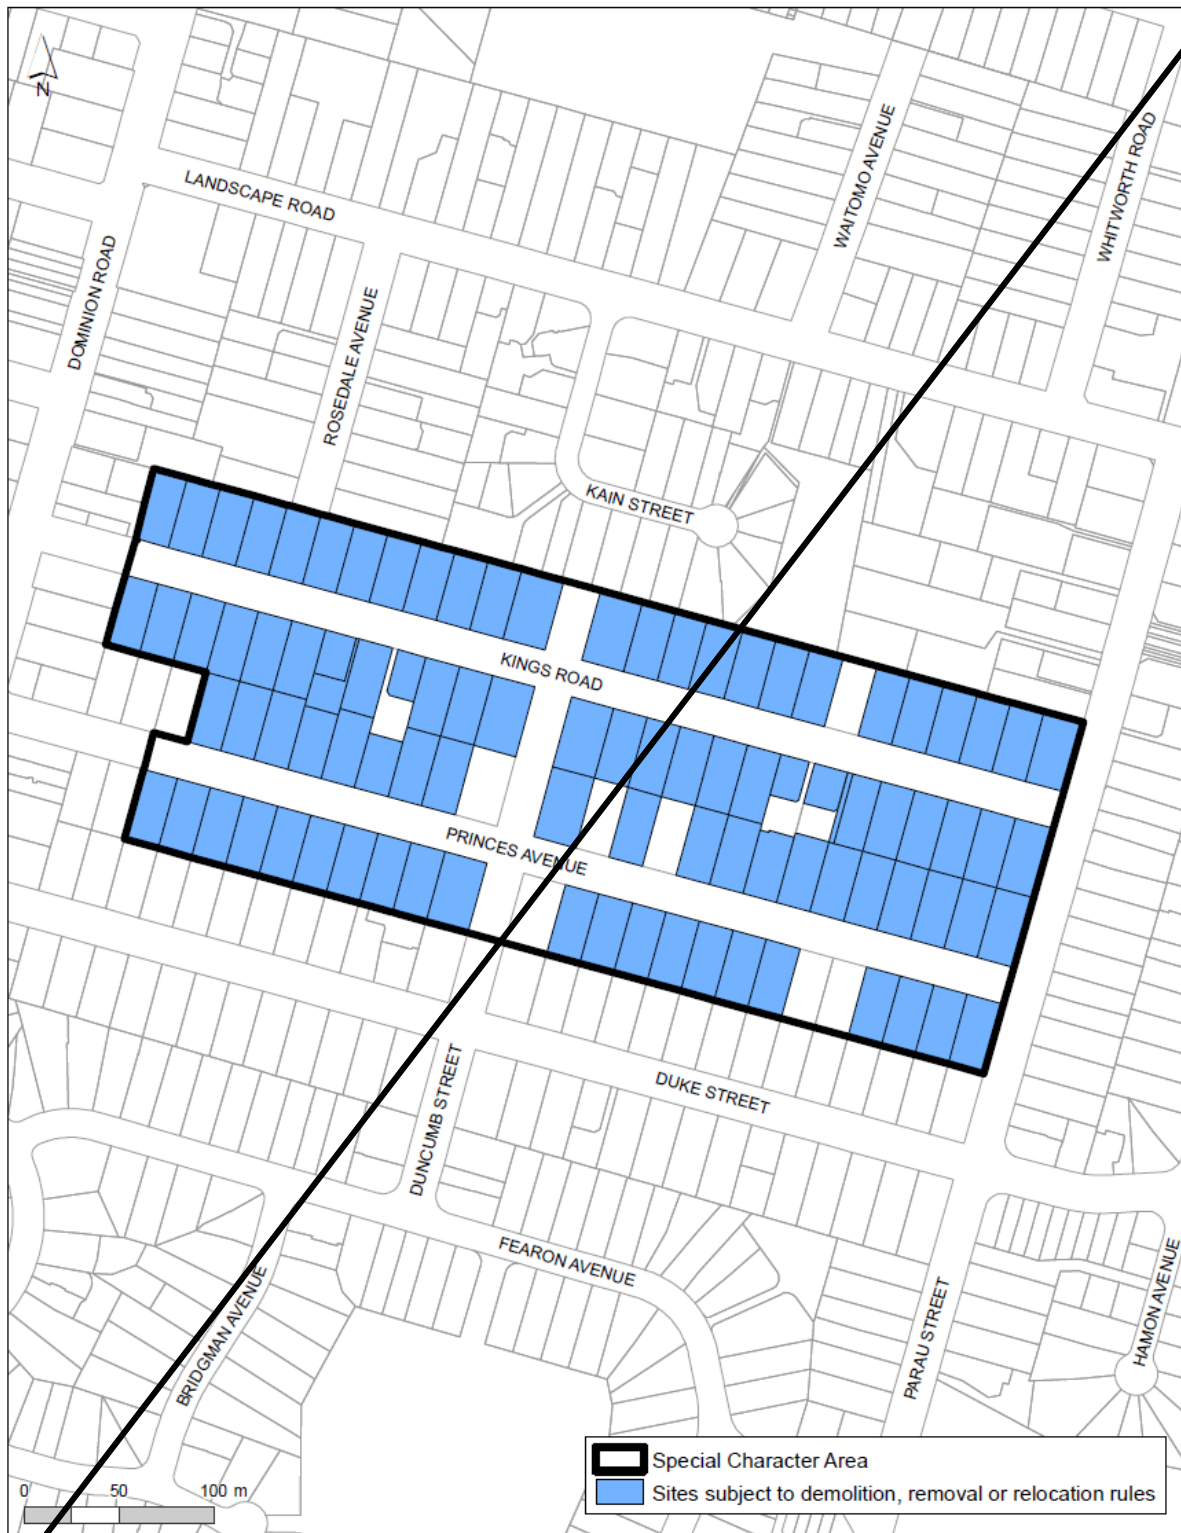 N
LANDSCAPE ROAD
DOMINION ROAD
ROSEDALE AVENUE
WAITOMO AVENUE
WHITWORTH ROAD
KAIN STREET
KINGS ROAD
PRINCES AVENUE
DUKE STREET
DUNCUMB STREET
FEARON AVENUE
BRIDGMAN AVENUE
PARAU STREET
HAMON AVENUE
Special Character Area
Sites subject to demolition, removal or relocation rules
0 50 100 m